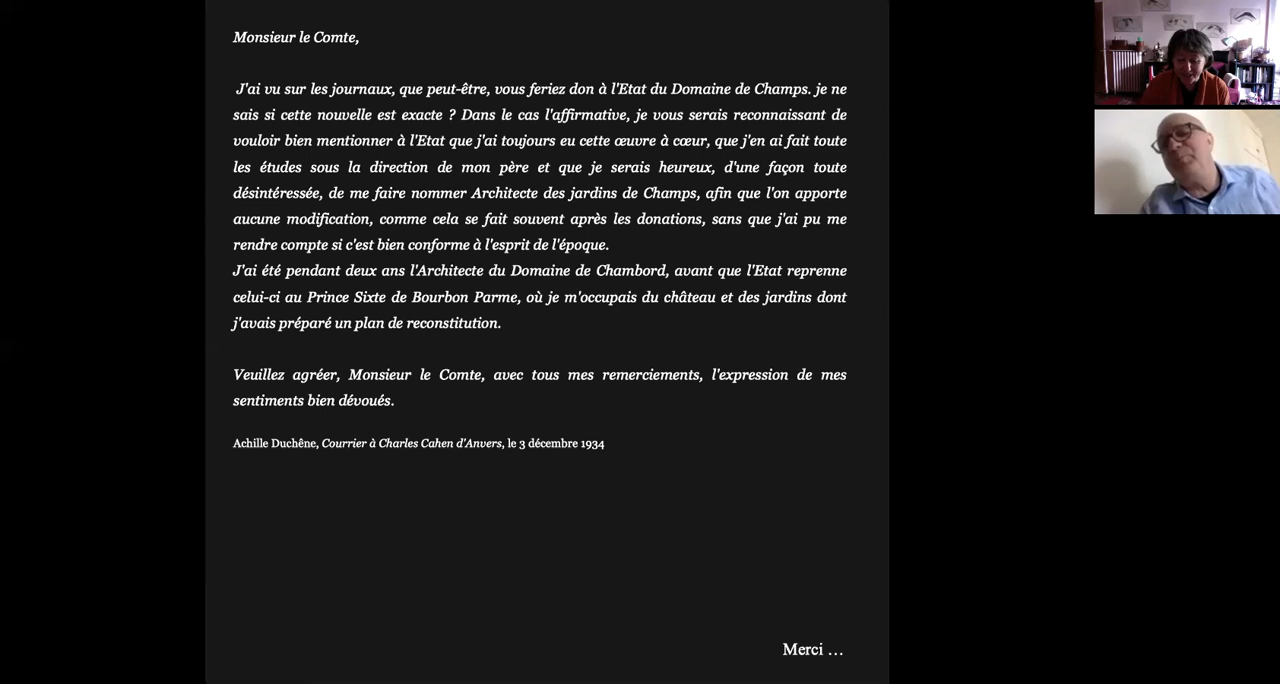 Monsieur le Comte,
J'ai vu sur les journaux, que peut-être, vous feriez don à l'Etat du Domaine de Champs. je ne
sais si cette nouvelle est exacte ? Dans le cas l'affirmative, je vous serais reconnaissant de
vouloir bien mentionner à l'Etat que j'ai toujours eu cette œuvre à cœur, que j'en ai fait toute
les études sous la direction de mon père et que je serais heureux, d'une façon toute
désintéressée, de me faire nommer Architecte des jardins de Champs, afin que l'on apporte
aucune modification, comme cela se fait souvent après les donations, sans que j'ai pu me
rendre compte si c'est bien conforme à l'esprit de l'époque.
J'ai été pendant deux ans l'Architecte du Domaine de Chambord, avant que l'Etat reprenne
celui-ci au Prince Sixte de Bourbon Parme, où je m'occupais du château et des jardins dont
j'avais préparé un plan de reconstitution.
Veuillez agréer, Monsieur le Comte, avec tous mes remerciements, l'expression de mes
sentiments bien dévoués.
Achille Duchêne, Courrier à Charles Cahen d'Anvers, le 3 décembre 1934
Merci …